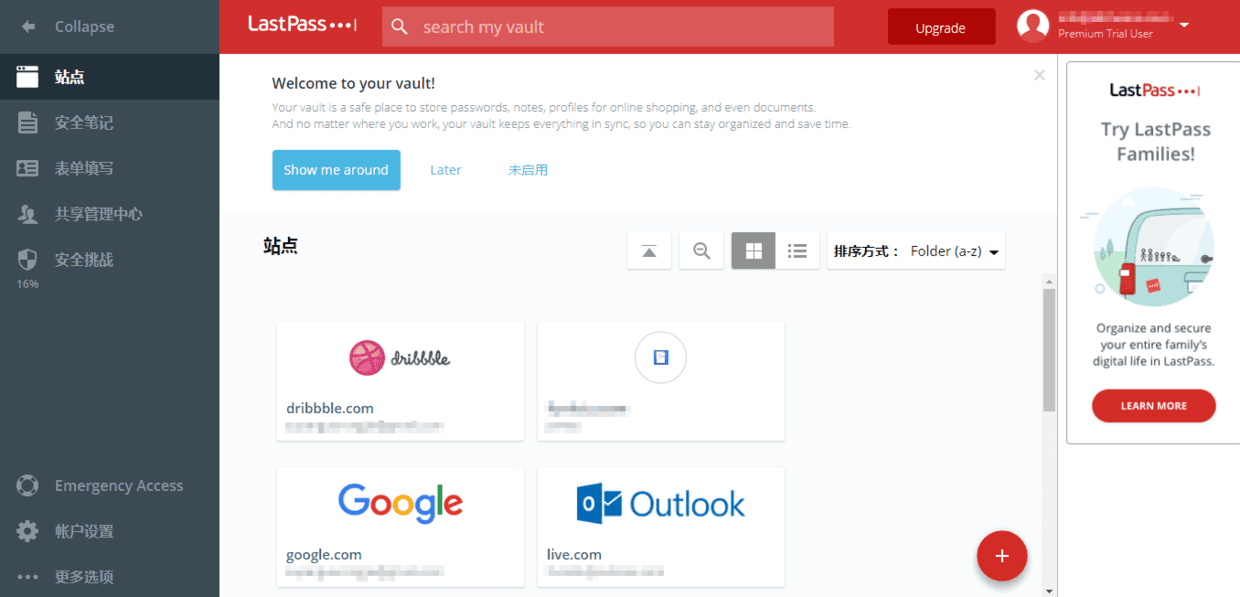 Collapse
站点
安全笔记
表单填写
共享管理中心
安全挑战
16%
Emergency Access
帐户设置
更多选项
LastPass
search my vault
Upgrade
Premium Trial User
Welcome to your vault!
Your vault is a safe place to store passwords, notes, profiles for online shopping, and even documents.
And no matter where you work, your vault keeps everything in sync, so you can stay organized and save time.
Show me around
Later
未启用
站点
排序方式： Folder (a-z)
dribbble
dribbble.com
Google
google.com
Outlook
live.com
LastPass
Try LastPass
Families!
Organize and secure
your entire family's
digital life in LastPass.
LEARN MORE